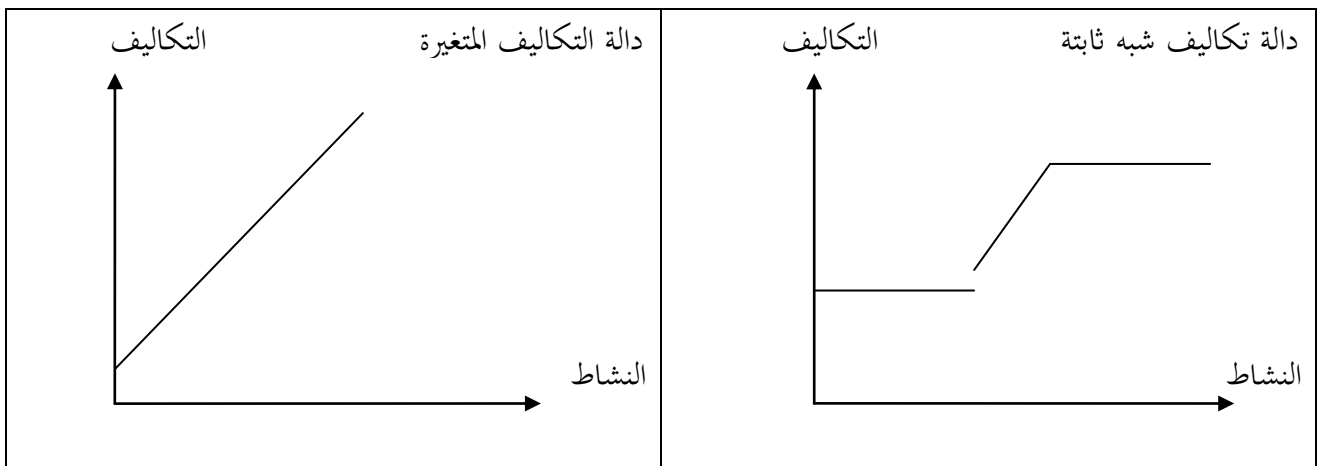 دالة تكاليف شبه ثابتة
التكاليف
النشاط
دالة التكاليف المتغيرة
التكاليف
النشاط